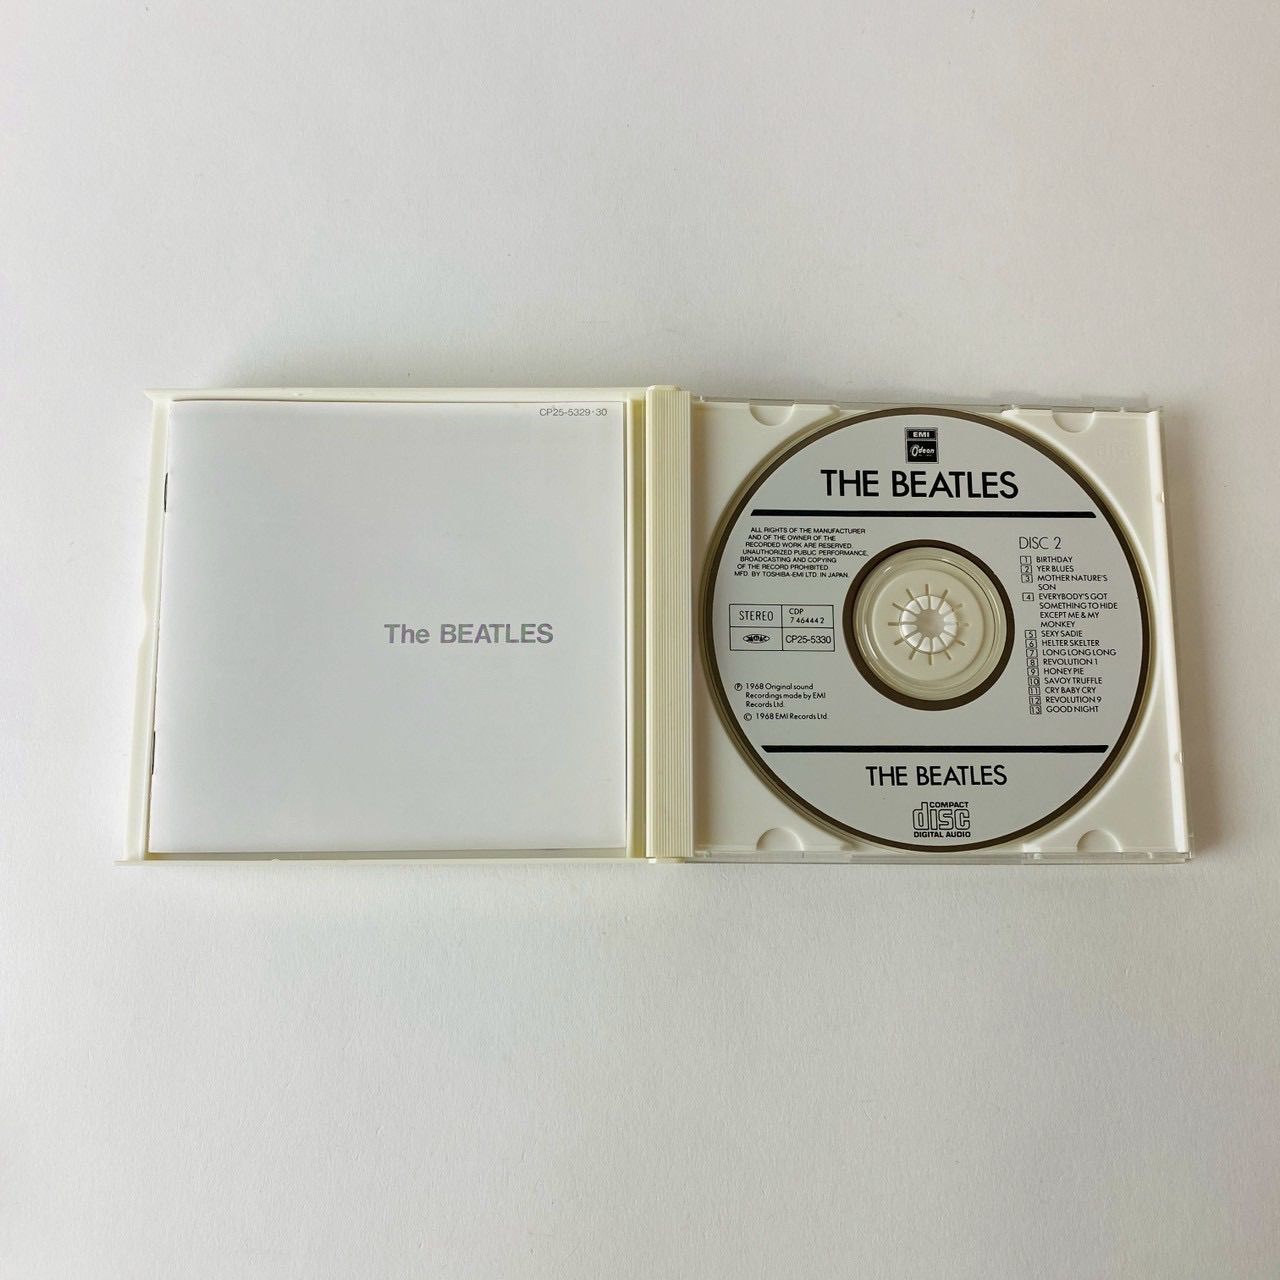 CP25-5329·30
The BEATLES
EMI
Odeon
THE BEATLES
ALL RIGHTS OF THE MANUFACTURER
AND OF THE OWNER OF THE
RECORDED WORK ARE RESERVED.
UNAUTHORIZED PUBLIC PERFORMANCE,
BROADCASTING AND COPYING
OF THE RECORD PROHIBITED
MFD. BY TOSHIBA-EMI LTD. IN JAPAN.
STEREO
CDP
7 46444 2
CP25-5330
Ⓟ 1968 Original sound
Recordings made by EMI
Records Ltd.
© 1968 EMI Records Ltd.
DISC 2
1 BIRTHDAY
2 YER BLUES
3 MOTHER NATURE'S
SON
4 EVERYBODY'S GOT
SOMETHING TO HIDE
EXCEPT ME & MY
MONKEY
5 SEXY SADIE
6 HELTER SKELTER
7 LONG LONG LONG
8 REVOLUTION 1
9 HONEY PIE
10 SAVOY TRUFFLE
11 CRY BABY CRY
12 REVOLUTION 9
13 GOOD NIGHT
THE BEATLES
COMPACT
disc
DIGITAL AUDIO